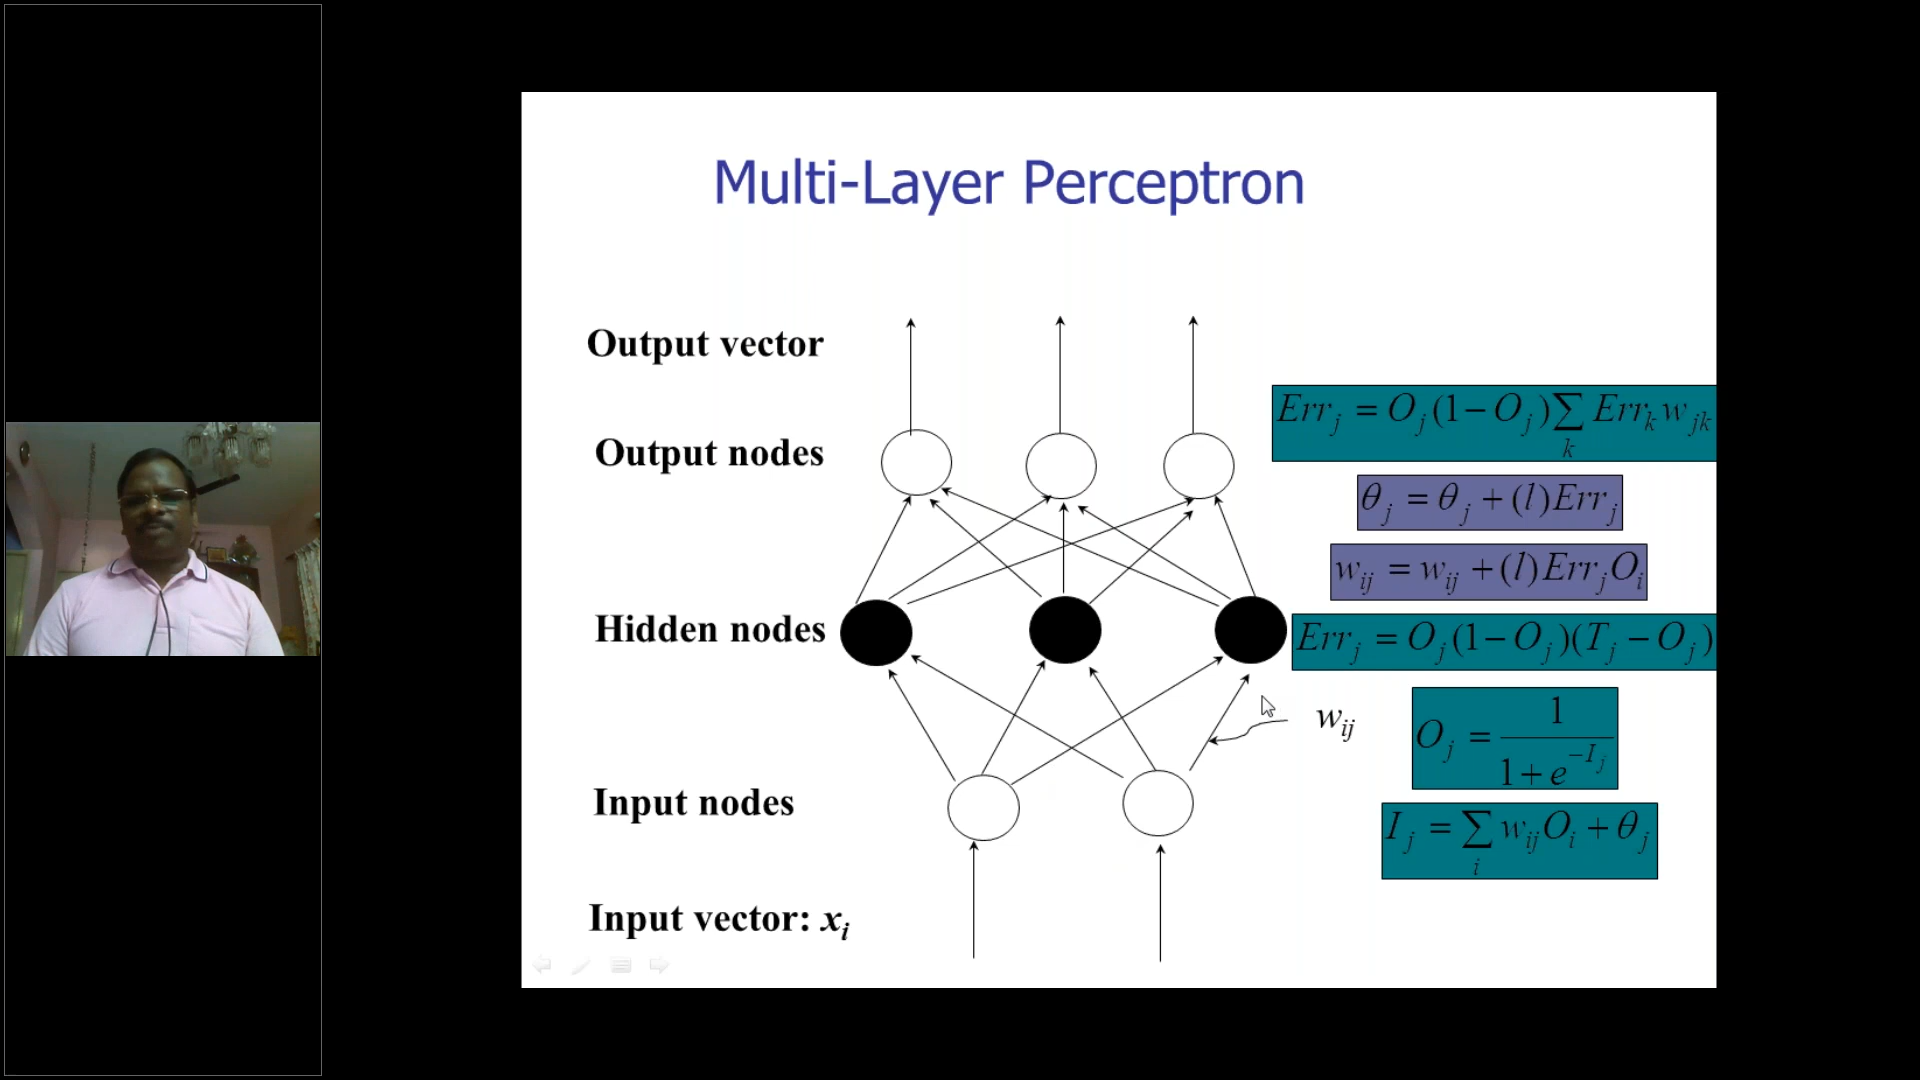 Multi-Layer Perceptron
Output vector
Output nodes
Hidden nodes
Input nodes
Input vector: xᵢ
Err_j = O_j(1−O_j)∑_k Err_k w_jk
θ_j = θ_j + (l)Err_j
w_ij = w_ij + (l)Err_j O_i
Err_j = O_j(1−O_j)(T_j−O_j)
w_ij
O_j = 1/(1+e^(−I_j))
I_j = ∑_i w_ij O_i + θ_j